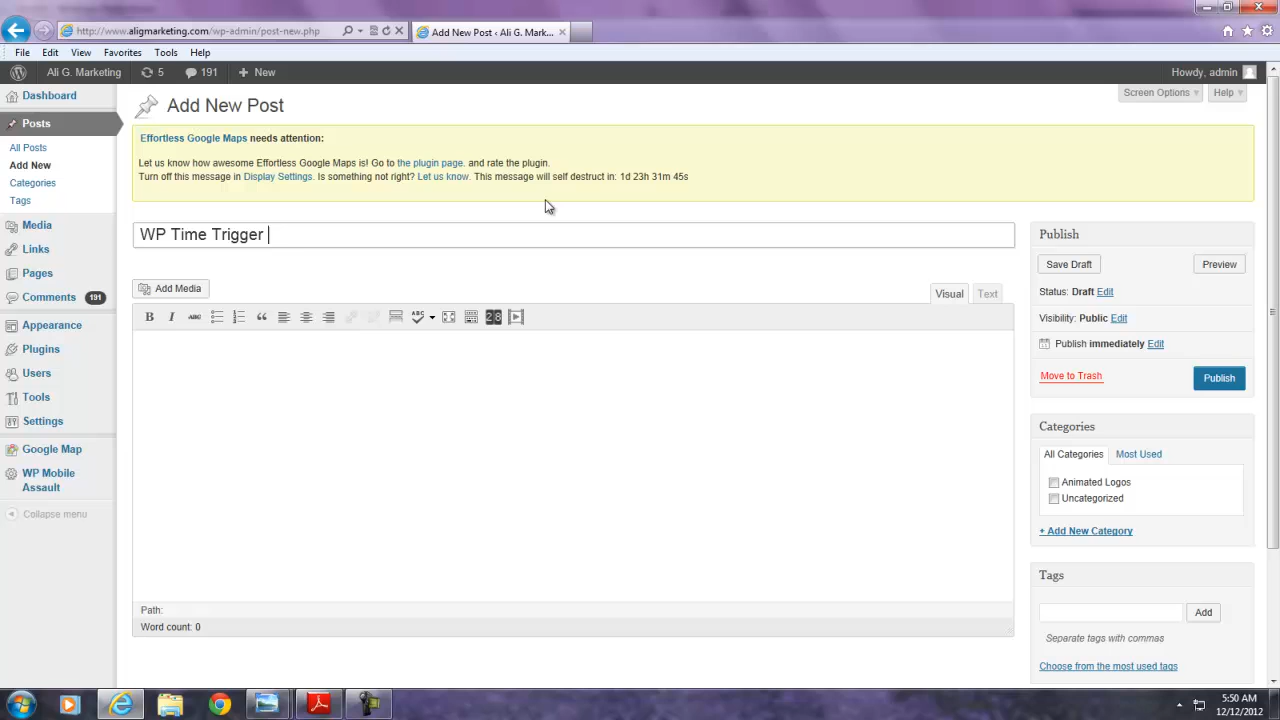 http://www.aligmarketing.com/wp-admin/post-new.php
Add New Post ‹ Ali G. Mark...
File Edit View Favorites Tools Help
Ali G. Marketing 5 191 + New Howdy, admin
Dashboard
Posts
All Posts
Add New
Categories
Tags
Media
Links
Pages
Comments 191
Appearance
Plugins
Users
Tools
Settings
Google Map
WP Mobile
Assault
Collapse menu
Screen Options Help
Add New Post
Effortless Google Maps needs attention:
Let us know how awesome Effortless Google Maps is! Go to the plugin page. and rate the plugin.
Turn off this message in Display Settings. Is something not right? Let us know. This message will self destruct in: 1d 23h 31m 45s
WP Time Trigger
Add Media
Visual Text
B I ABC ABC 28
Path:
Word count: 0
Publish
Save Draft Preview
Status: Draft Edit
Visibility: Public Edit
Publish immediately Edit
Move to Trash Publish
Categories
All Categories Most Used
Animated Logos
Uncategorized
+ Add New Category
Tags
Add
Separate tags with commas
Choose from the most used tags
5:50 AM
12/12/2012